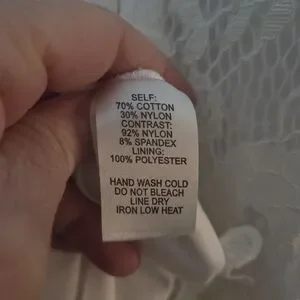 SELF:
70% COTTON
30% NYLON
CONTRAST:
92% NYLON
8% SPANDEX
LINING:
100% POLYESTER
HAND WASH COLD
DO NOT BLEACH
LINE DRY
IRON LOW HEAT